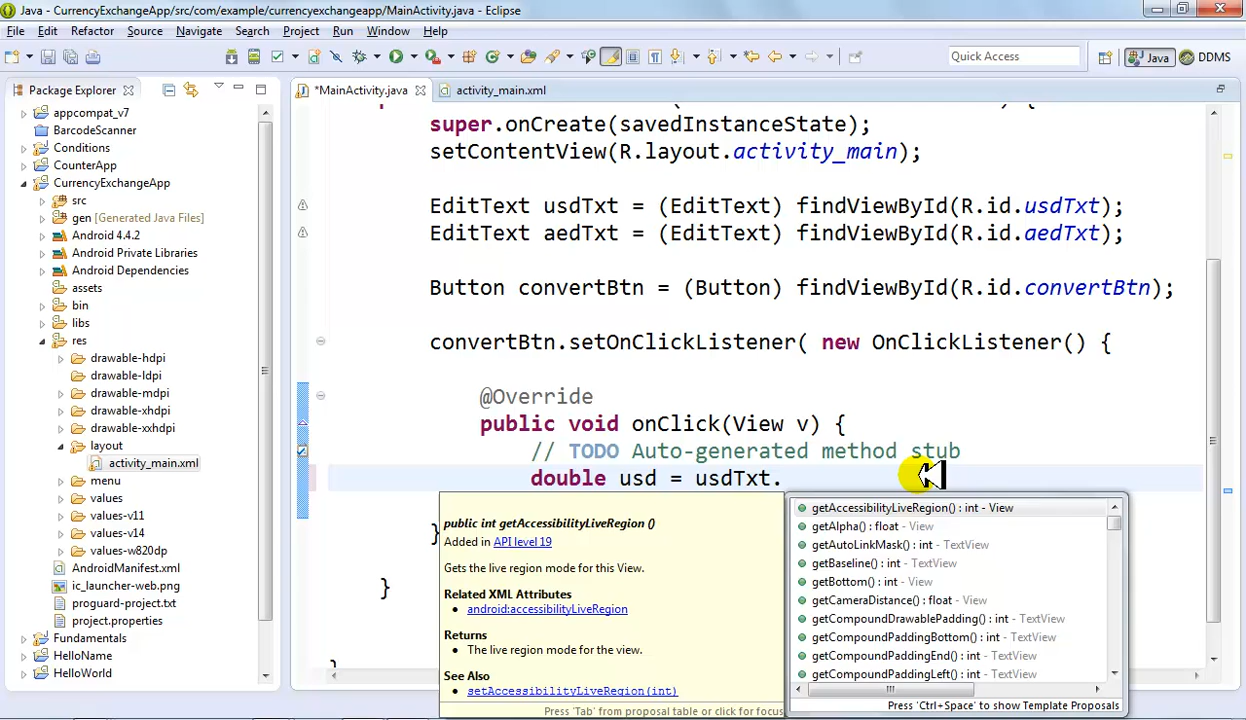 Java - CurrencyExchangeApp/src/com/example/currencyexchangeapp/MainActivity.java - Eclipse
File Edit Refactor Source Navigate Search Project Run Window Help
Quick Access
Java
DDMS
Package Explorer
*MainActivity.java
activity_main.xml
appcompat_v7
BarcodeScanner
Conditions
CounterApp
CurrencyExchangeApp
src
gen [Generated Java Files]
Android 4.4.2
Android Private Libraries
Android Dependencies
assets
bin
libs
res
drawable-hdpi
drawable-ldpi
drawable-mdpi
drawable-xhdpi
drawable-xxhdpi
layout
activity_main.xml
menu
values
values-v11
values-v14
values-w820dp
AndroidManifest.xml
ic_launcher-web.png
proguard-project.txt
project.properties
Fundamentals
HelloName
HelloWorld
super.onCreate(savedInstanceState);
setContentView(R.layout.activity_main);
EditText usdTxt = (EditText) findViewById(R.id.usdTxt);
EditText aedTxt = (EditText) findViewById(R.id.aedTxt);
Button convertBtn = (Button) findViewById(R.id.convertBtn);
convertBtn.setOnClickListener( new OnClickListener() {
@Override
public void onClick(View v) {
// TODO Auto-generated method stub
double usd = usdTxt.
}
}
public int getAccessibilityLiveRegion ()
Added in API level 19
Gets the live region mode for this View.
Related XML Attributes
• android:accessibilityLiveRegion
Returns
• The live region mode for the view.
See Also
• setAccessibilityLiveRegion(int)
Press 'Tab' from proposal table or click for focus
getAccessibilityLiveRegion() : int - View
getAlpha() : float - View
getAutoLinkMask() : int - TextView
getBaseline() : int - TextView
getBottom() : int - View
getCameraDistance() : float - View
getCompoundDrawablePadding() : int - TextView
getCompoundPaddingBottom() : int - TextView
getCompoundPaddingEnd() : int - TextView
getCompoundPaddingLeft() : int - TextView
Press 'Ctrl+Space' to show Template Proposals